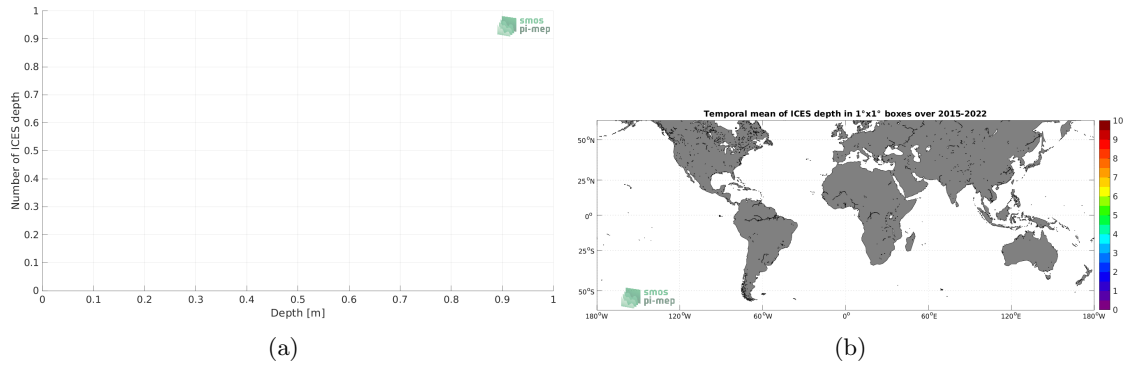 1
0.9
0.8
0.7
0.6
0.5
0.4
0.3
0.2
0.1
0
Number of ICES depth
0 0.1 0.2 0.3 0.4 0.5 0.6 0.7 0.8 0.9 1
Depth [m]
smos
pi-mep
(a)
Temporal mean of ICES depth in 1°x1° boxes over 2015-2022
50°N
25°N
0°
25°S
50°S
180°W 120°W 60°W 0° 60°E 120°E 180°W
10
9
8
7
6
5
4
3
2
1
0
smos
pi-mep
(b)